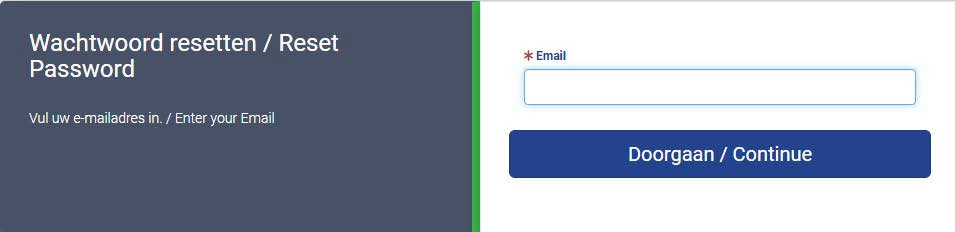 Wachtwoord resetten / Reset
Password
Vul uw e-mailadres in. / Enter your Email
* Email
Doorgaan / Continue